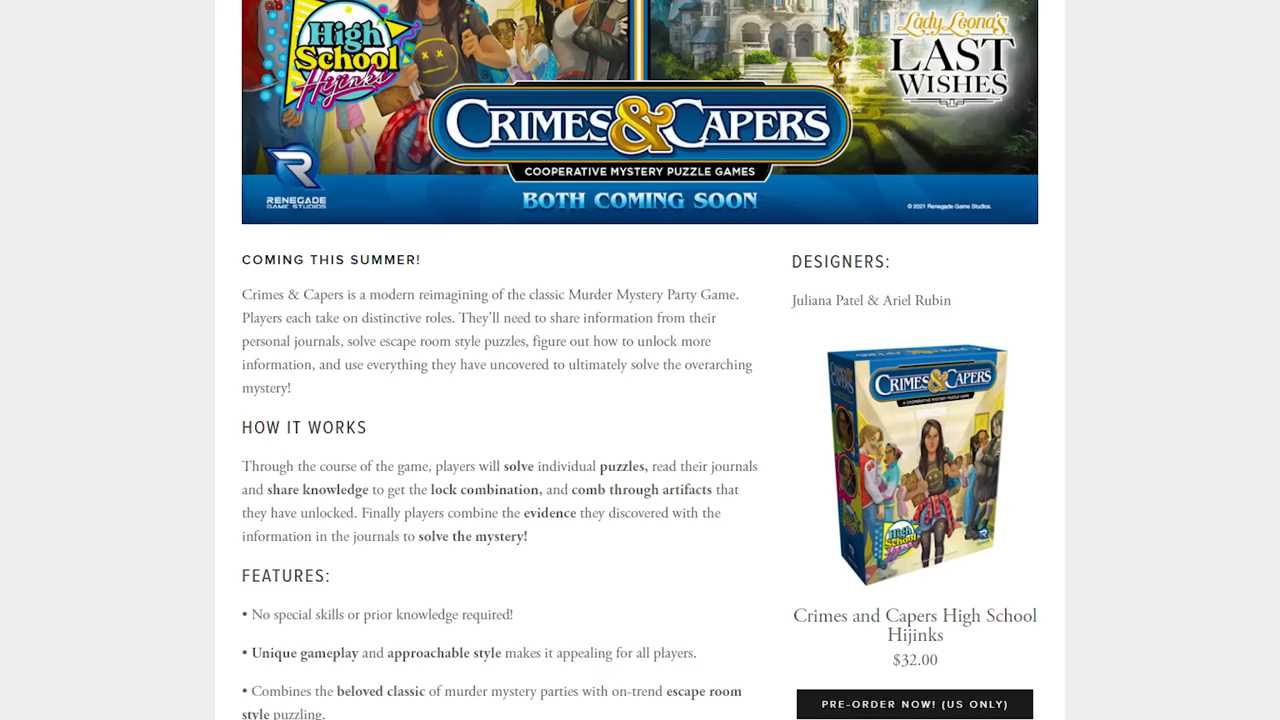 High
School
Hijinks
Lady Leona's
LAST
WISHES
CRIMES & CAPERS
COOPERATIVE MYSTERY PUZZLE GAMES
RENEGADE
GAME STUDIOS
BOTH COMING SOON
© 2021 Renegade Game Studios.
COMING THIS SUMMER!
Crimes & Capers is a modern reimagining of the classic Murder Mystery Party Game.
Players each take on distinctive roles. They'll need to share information from their
personal journals, solve escape room style puzzles, figure out how to unlock more
information, and use everything they have uncovered to ultimately solve the overarching
mystery!
HOW IT WORKS
Through the course of the game, players will solve individual puzzles, read their journals
and share knowledge to get the lock combination, and comb through artifacts that
they have unlocked. Finally players combine the evidence they discovered with the
information in the journals to solve the mystery!
FEATURES:
• No special skills or prior knowledge required!
• Unique gameplay and approachable style makes it appealing for all players.
• Combines the beloved classic of murder mystery parties with on-trend escape room
style puzzling.
DESIGNERS:
Juliana Patel & Ariel Rubin
CRIMES & CAPERS
CRIMES & CAPERS
A COOPERATIVE MYSTERY PUZZLE GAME
High
School
Hijinks
Crimes and Capers High School
Hijinks
$32.00
PRE-ORDER NOW! (US ONLY)